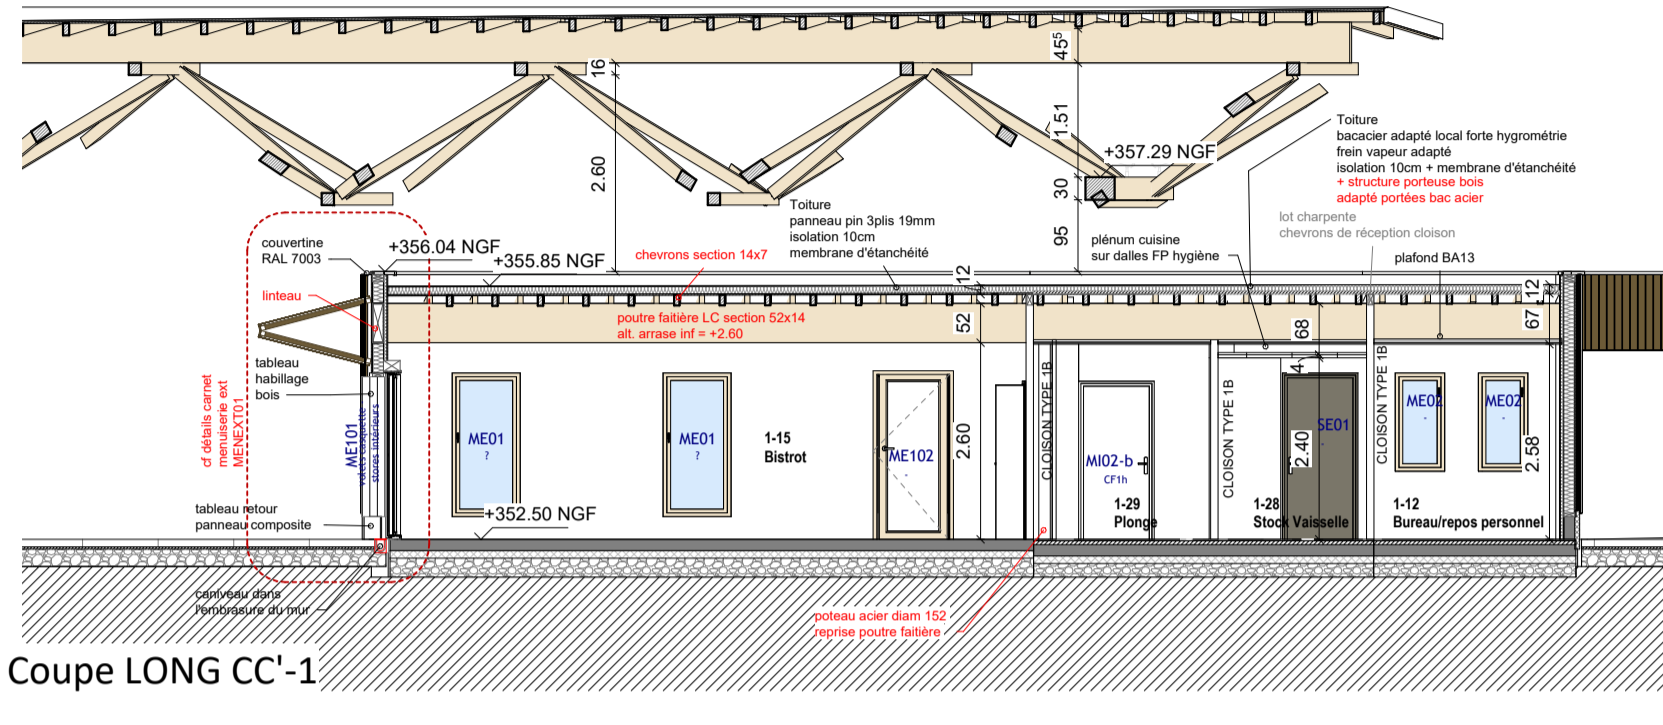 45⁵
16
1.51
2.60
+357.29 NGF
30
95
Toiture
bacacier adapté local forte hygrométrie
frein vapeur adapté
isolation 10cm + membrane d'étanchéité
+ structure porteuse bois
adapté portées bac acier
lot charpente
chevrons de réception cloison
Toiture
panneau pin 3plis 19mm
isolation 10cm
membrane d'étanchéité
plénum cuisine
sur dalles FP hygiène
plafond BA13
couvertine
RAL 7003
+356.04 NGF
+355.85 NGF
chevrons section 14x7
linteau
poutre faitière LC section 52x14
alt. arrase inf = +2.60
12
52
68
12
67
4
tableau
habillage
bois
cf détails carnet
menuiserie ext
MENEXT01
ME101
volets casquette -
stores intérieurs
ME01
?
ME01
?
1-15
Bistrot
ME102
-
2.60
CLOISON TYPE 1B
MI02-b
CF1h
1-29
Plonge
CLOISON TYPE 1B
2.40
SE01
-
1-28
Stock Vaisselle
CLOISON TYPE 1B
ME02
-
ME02
-
2.58
1-12
Bureau/repos personnel
+352.50 NGF
tableau retour
panneau composite
caniveau dans
l'embrasure du mur
poteau acier diam 152
reprise poutre faitière
Coupe LONG CC'-1